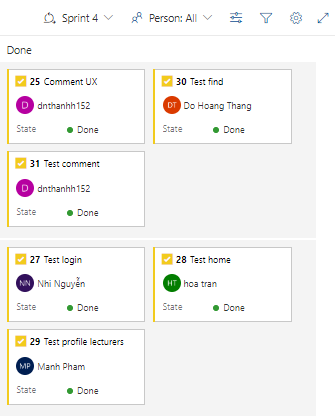 Sprint 4 Person: All
Done
25 Comment UX
D dnthanhh152
State Done
30 Test find
DT Do Hoang Thang
State Done
31 Test comment
D dnthanhh152
State Done
27 Test login
NN Nhi Nguyễn
State Done
28 Test home
HT hoa tran
State Done
29 Test profile lecturers
MP Manh Pham
State Done